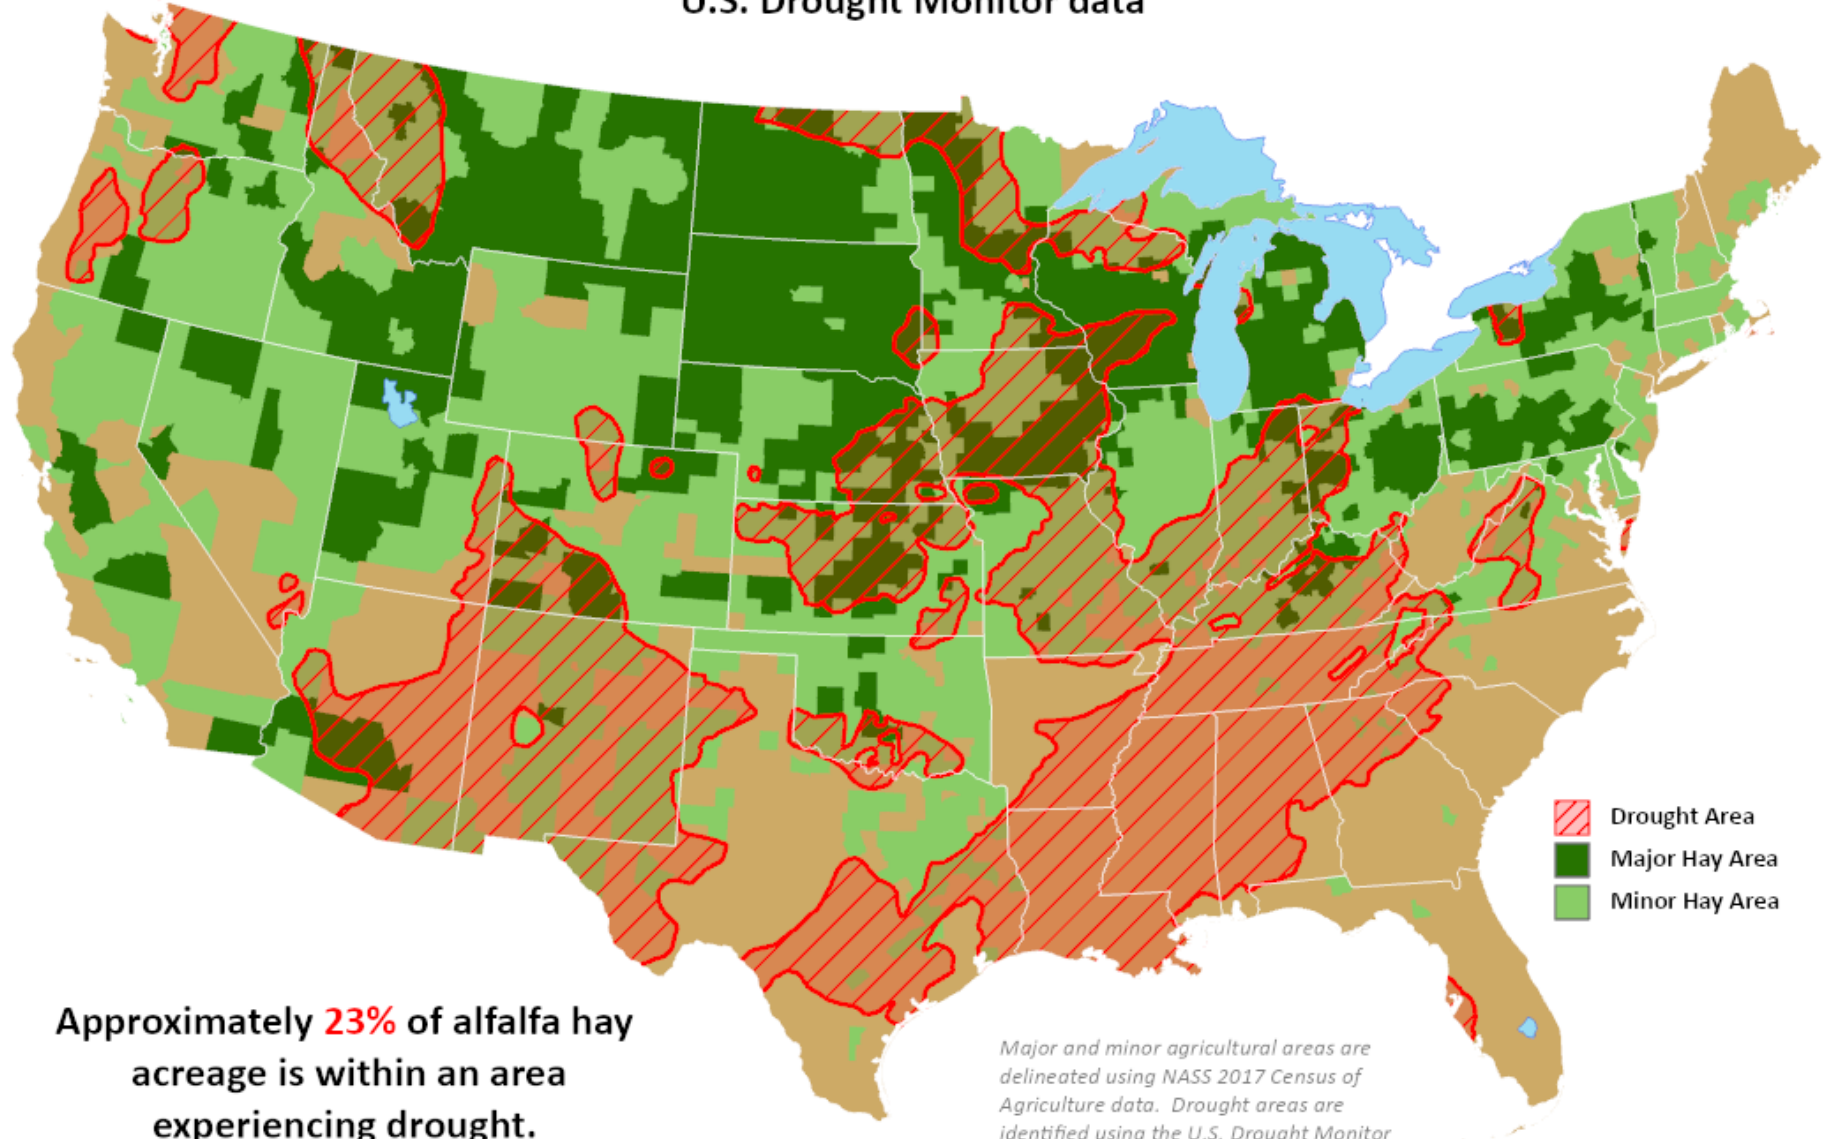 U.S. Drought Monitor data
Drought Area
Major Hay Area
Minor Hay Area
Approximately 23% of alfalfa hay
acreage is within an area
experiencing drought.
Major and minor agricultural areas are
delineated using NASS 2017 Census of
Agriculture data. Drought areas are
identified using the U.S. Drought Monitor